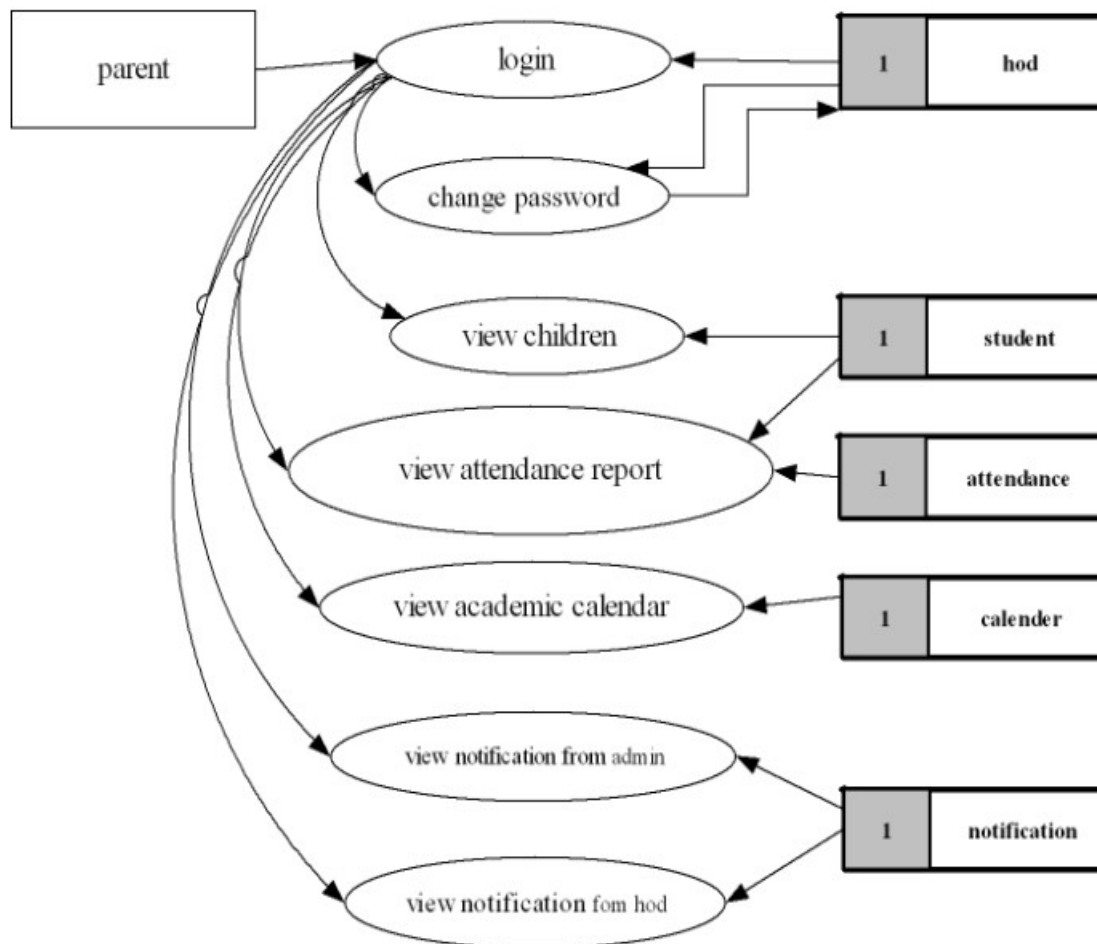 parent
login
1
hod
change password
view children
1
student
view attendance report
1
attendance
view academic calendar
1
calender
view notification from admin
1
notification
view notification fom hod